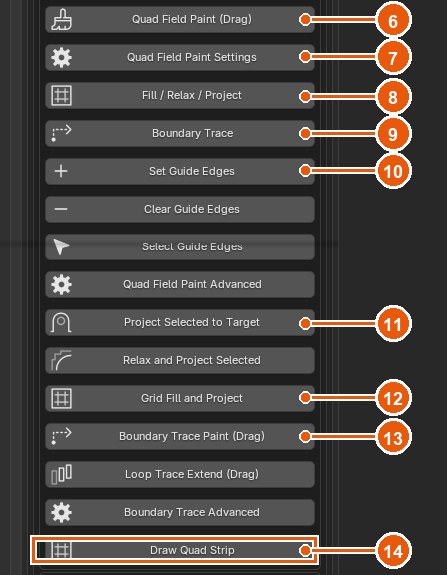 Quad Field Paint (Drag) 6
Quad Field Paint Settings 7
Fill / Relax / Project 8
Boundary Trace 9
Set Guide Edges 10
Clear Guide Edges
Select Guide Edges
Quad Field Paint Advanced
Project Selected to Target 11
Relax and Project Selected
Grid Fill and Project 12
Boundary Trace Paint (Drag) 13
Loop Trace Extend (Drag)
Boundary Trace Advanced
Draw Quad Strip 14